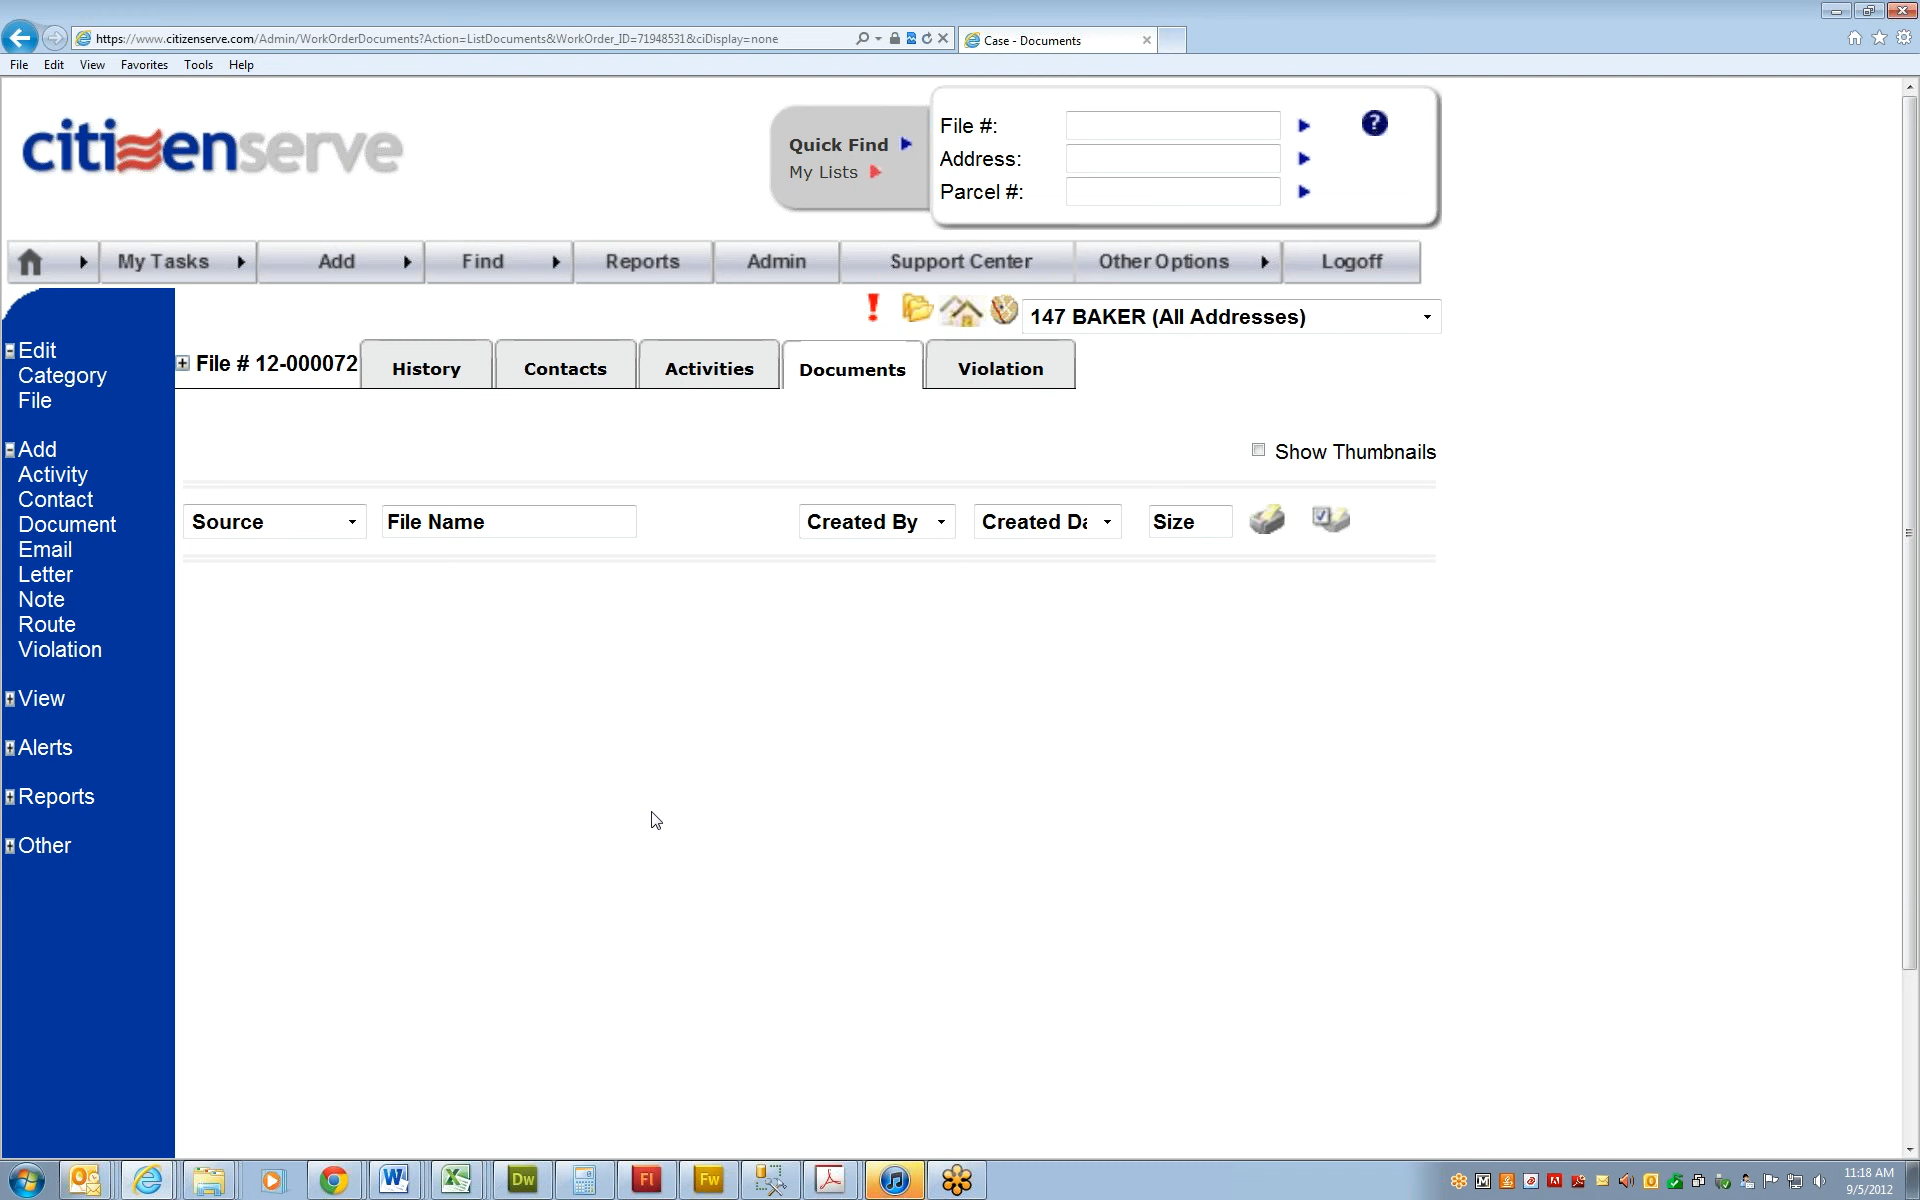 https://www.citizenserve.com/Admin/WorkOrderDocuments?Action=ListDocuments&WorkOrder_ID=71948531&ciDisplay=none
Case - Documents
File Edit View Favorites Tools Help
citizenserve
Quick Find
My Lists
File #:
Address:
Parcel #:
?
My Tasks Add Find Reports Admin Support Center Other Options Logoff
147 BAKER (All Addresses)
File # 12-000072 History Contacts Activities Documents Violation
Edit
Category
File
Add
Activity
Contact
Document
Email
Letter
Note
Route
Violation
View
Alerts
Reports
Other
Show Thumbnails
Source File Name Created By Created Da Size
Dw Fl Fw
11:18 AM
9/5/2012